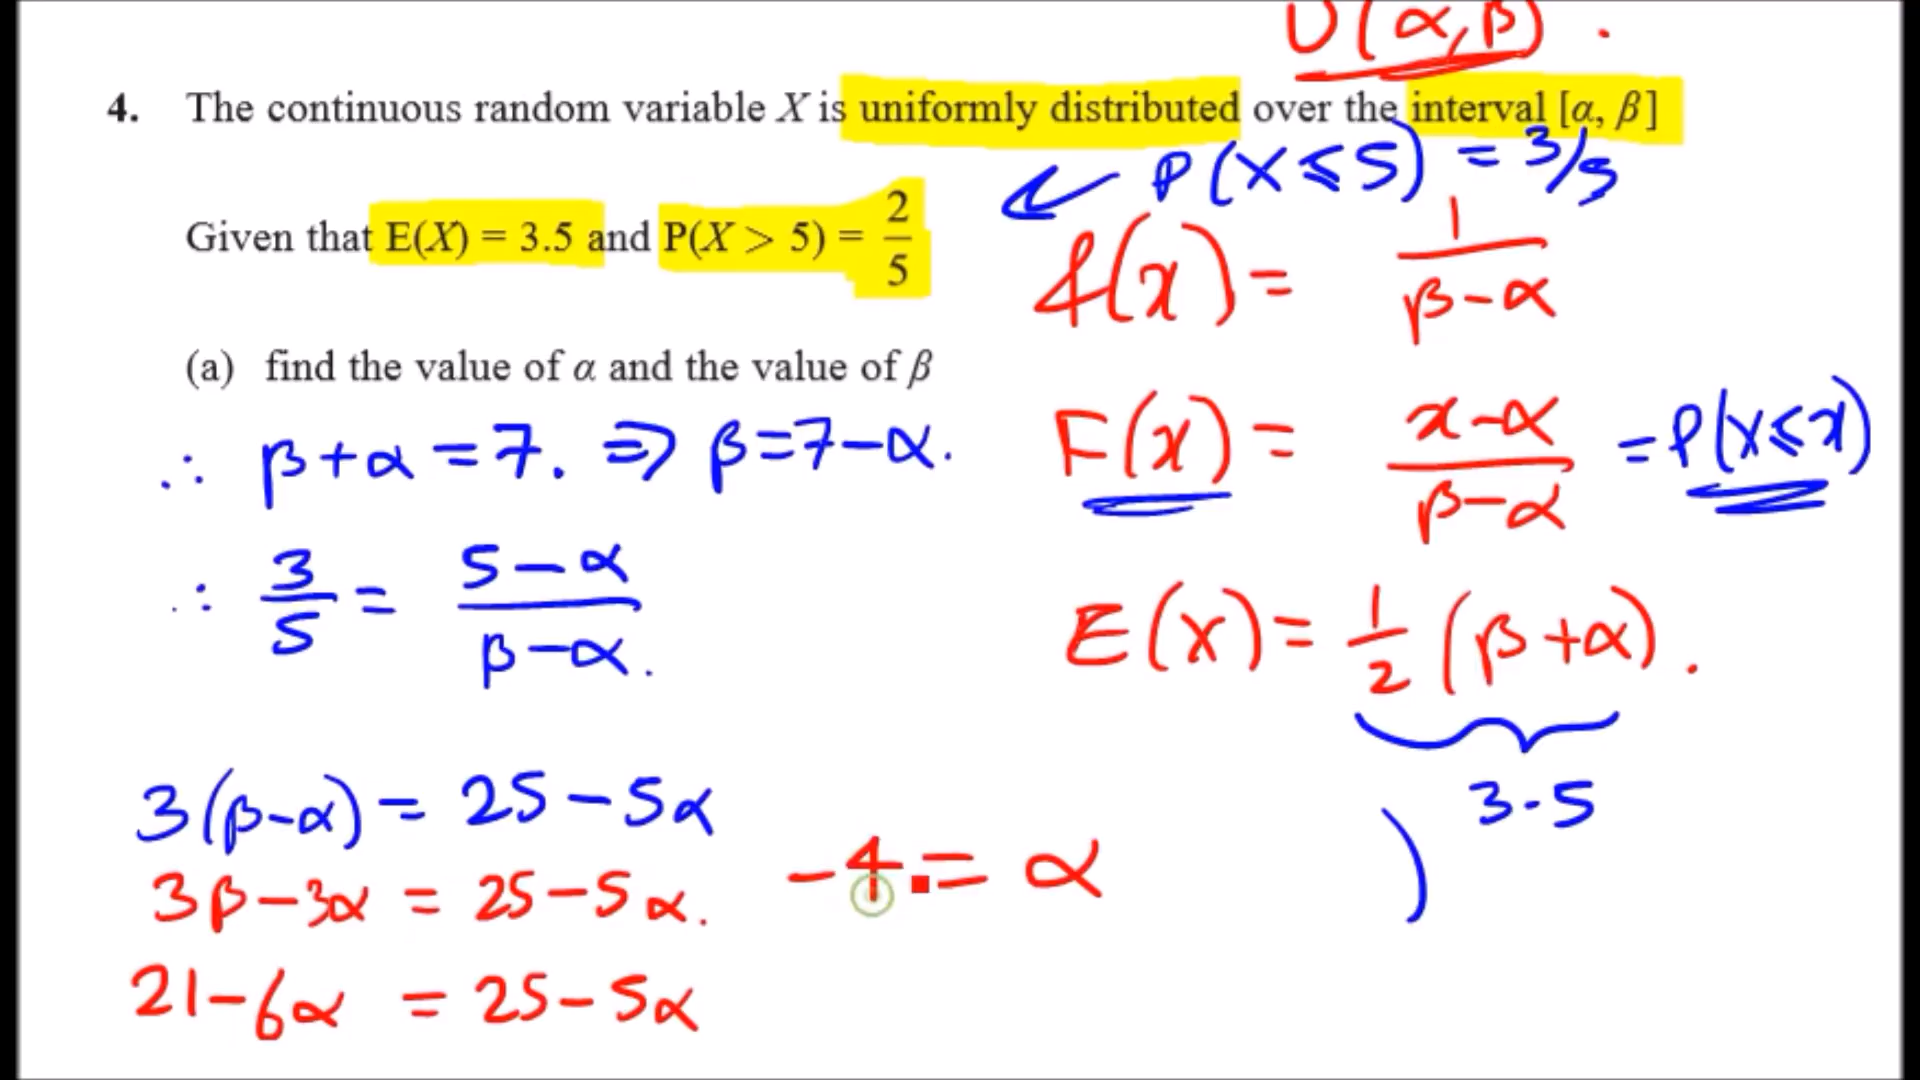 U(α,β).
4. The continuous random variable X is uniformly distributed over the interval [α, β]
P(X⩽5) = 3/5
Given that E(X) = 3.5 and P(X > 5) = 2/5
f(x) = 1/(β-α)
(a) find the value of α and the value of β
∴ β+α = 7. ⇒ β=7-α.
F(x) = (x-α)/(β-α) = P(X⩽x)
∴ 3/5 = (5-α)/(β-α).
E(X) = 1/2 (β+α).
3.5
3(β-α) = 25-5α
-4.= α )
3β-3α = 25-5α.
21-6α = 25-5α